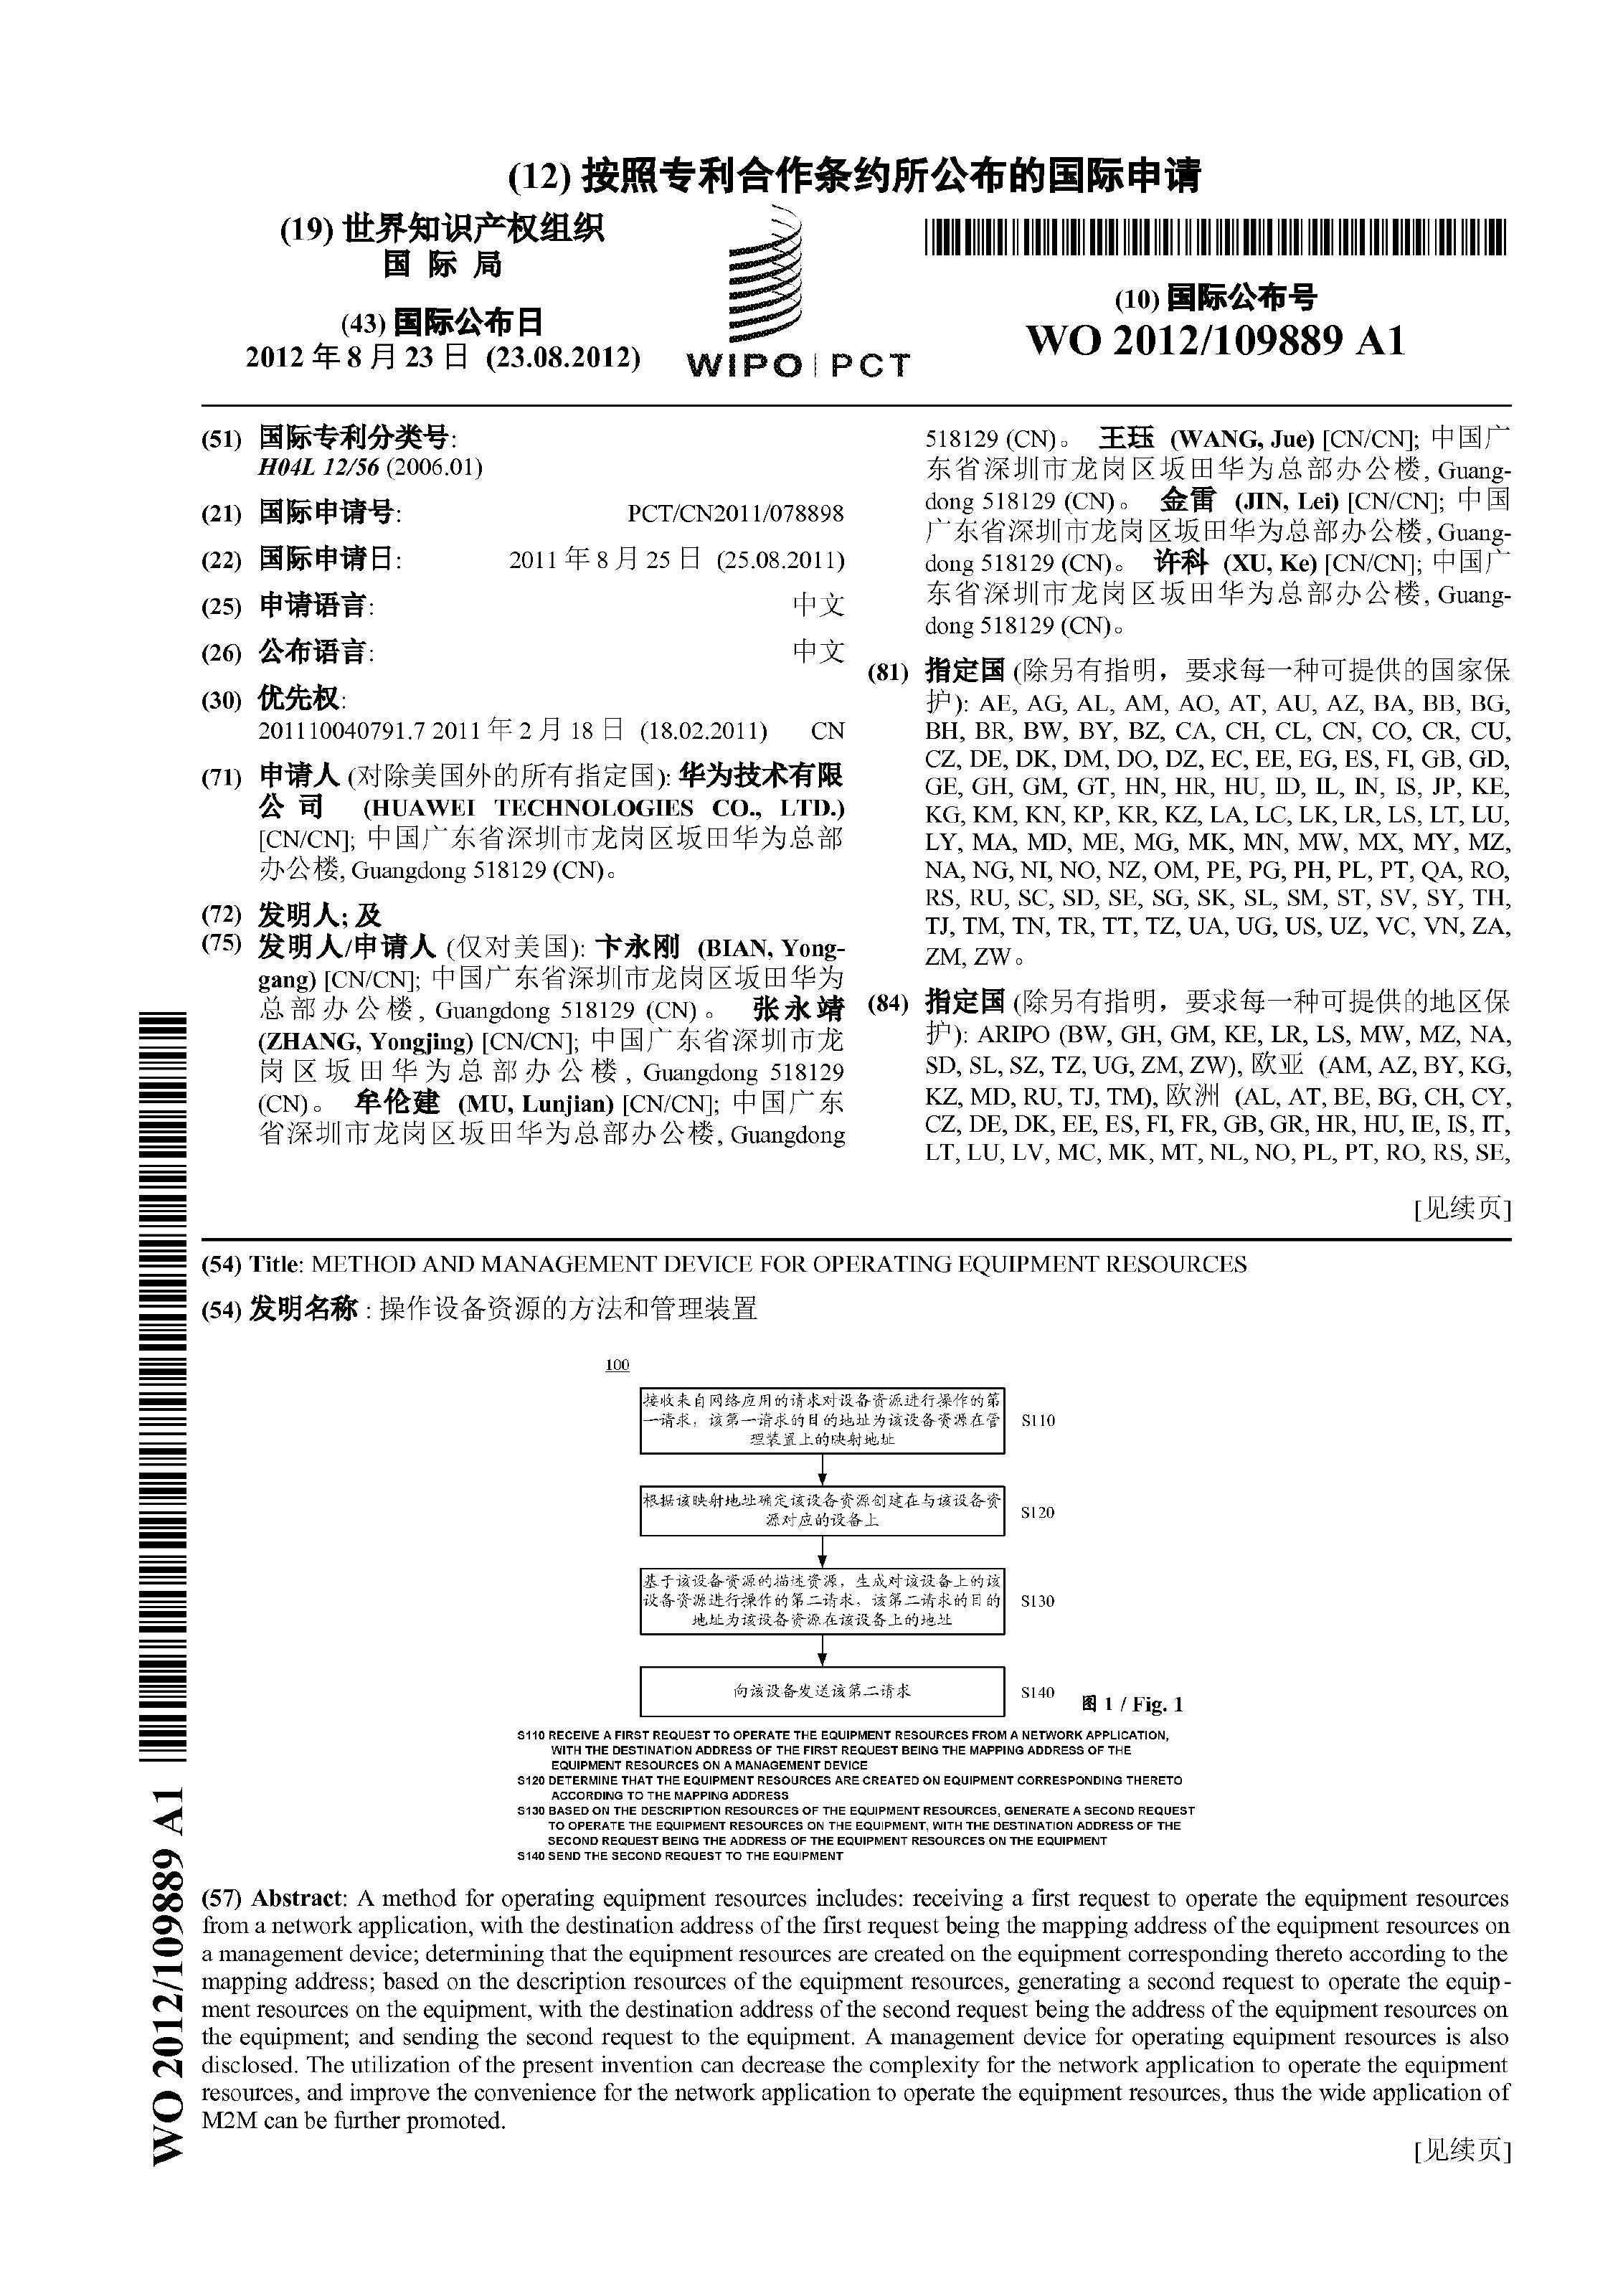 (12) 按照专利合作条约所公布的国际申请
(19) 世界知识产权组织
国 际 局
(43) 国际公布日
2012 年 8 月 23 日 (23.08.2012)
WIPO | PCT
(10) 国际公布号
WO 2012/109889 A1
(51) 国际专利分类号:
H04L 12/56 (2006.01)
(21) 国际申请号: PCT/CN2011/078898
(22) 国际申请日: 2011 年 8 月 25 日 (25.08.2011)
(25) 申请语言: 中文
(26) 公布语言: 中文
(30) 优先权:
201110040791.7 2011 年 2 月 18 日 (18.02.2011) CN
(71) 申请人 (对除美国外的所有指定国): 华为技术有限
公 司 (HUAWEI TECHNOLOGIES CO., LTD.)
[CN/CN]; 中国广东省深圳市龙岗区坂田华为总部
办公楼, Guangdong 518129 (CN)。
(72) 发明人; 及
(75) 发明人/申请人 (仅对美国): 卞永刚 (BIAN, Yong-
gang) [CN/CN]; 中国广东省深圳市龙岗区坂田华为
总部办公楼, Guangdong 518129 (CN)。 张永靖
(ZHANG, Yongjing) [CN/CN]; 中国广东省深圳市龙
岗区坂田华为总部办公楼, Guangdong 518129
(CN)。 牟伦建 (MU, Lunjian) [CN/CN]; 中国广东
省深圳市龙岗区坂田华为总部办公楼, Guangdong
518129 (CN)。 王珏 (WANG, Jue) [CN/CN]; 中国广
东省深圳市龙岗区坂田华为总部办公楼, Guang-
dong 518129 (CN)。 金雷 (JIN, Lei) [CN/CN]; 中国
广东省深圳市龙岗区坂田华为总部办公楼, Guang-
dong 518129 (CN)。 许科 (XU, Ke) [CN/CN]; 中国广
东省深圳市龙岗区坂田华为总部办公楼, Guang-
dong 518129 (CN)。
(81) 指定国 (除另有指明，要求每一种可提供的国家保
护): AE, AG, AL, AM, AO, AT, AU, AZ, BA, BB, BG,
BH, BR, BW, BY, BZ, CA, CH, CL, CN, CO, CR, CU,
CZ, DE, DK, DM, DO, DZ, EC, EE, EG, ES, FI, GB, GD,
GE, GH, GM, GT, HN, HR, HU, ID, IL, IN, IS, JP, KE,
KG, KM, KN, KP, KR, KZ, LA, LC, LK, LR, LS, LT, LU,
LY, MA, MD, ME, MG, MK, MN, MW, MX, MY, MZ,
NA, NG, NI, NO, NZ, OM, PE, PG, PH, PL, PT, QA, RO,
RS, RU, SC, SD, SE, SG, SK, SL, SM, ST, SV, SY, TH,
TJ, TM, TN, TR, TT, TZ, UA, UG, US, UZ, VC, VN, ZA,
ZM, ZW。
(84) 指定国 (除另有指明，要求每一种可提供的地区保
护): ARIPO (BW, GH, GM, KE, LR, LS, MW, MZ, NA,
SD, SL, SZ, TZ, UG, ZM, ZW), 欧亚 (AM, AZ, BY, KG,
KZ, MD, RU, TJ, TM), 欧洲 (AL, AT, BE, BG, CH, CY,
CZ, DE, DK, EE, ES, FI, FR, GB, GR, HR, HU, IE, IS, IT,
LT, LU, LV, MC, MK, MT, NL, NO, PL, PT, RO, RS, SE,
[见续页]
(54) Title: METHOD AND MANAGEMENT DEVICE FOR OPERATING EQUIPMENT RESOURCES
(54) 发明名称 : 操作设备资源的方法和管理装置
100
接收来自网络应用的请求对设备资源进行操作的第
一请求，该第一请求的目的地址为该设备资源在管
理装置上的映射地址
S110
根据该映射地址确定该设备资源创建在与该设备资
源对应的设备上
S120
基于该设备资源的描述资源，生成对该设备上的该
设备资源进行操作的第二请求，该第二请求的目的
地址为该设备资源在该设备上的地址
S130
向该设备发送该第二请求
S140
图 1 / Fig. 1
S110 RECEIVE A FIRST REQUEST TO OPERATE THE EQUIPMENT RESOURCES FROM A NETWORK APPLICATION,
WITH THE DESTINATION ADDRESS OF THE FIRST REQUEST BEING THE MAPPING ADDRESS OF THE
EQUIPMENT RESOURCES ON A MANAGEMENT DEVICE
S120 DETERMINE THAT THE EQUIPMENT RESOURCES ARE CREATED ON EQUIPMENT CORRESPONDING THERETO
ACCORDING TO THE MAPPING ADDRESS
S130 BASED ON THE DESCRIPTION RESOURCES OF THE EQUIPMENT RESOURCES, GENERATE A SECOND REQUEST
TO OPERATE THE EQUIPMENT RESOURCES ON THE EQUIPMENT, WITH THE DESTINATION ADDRESS OF THE
SECOND REQUEST BEING THE ADDRESS OF THE EQUIPMENT RESOURCES ON THE EQUIPMENT
S140 SEND THE SECOND REQUEST TO THE EQUIPMENT
(57) Abstract: A method for operating equipment resources includes: receiving a first request to operate the equipment resources
from a network application, with the destination address of the first request being the mapping address of the equipment resources on
a management device; determining that the equipment resources are created on the equipment corresponding thereto according to the
mapping address; based on the description resources of the equipment resources, generating a second request to operate the equip-
ment resources on the equipment, with the destination address of the second request being the address of the equipment resources on
the equipment; and sending the second request to the equipment. A management device for operating equipment resources is also
disclosed. The utilization of the present invention can decrease the complexity for the network application to operate the equipment
resources, and improve the convenience for the network application to operate the equipment resources, thus the wide application of
M2M can be further promoted.
[见续页]
WO 2012/109889 A1